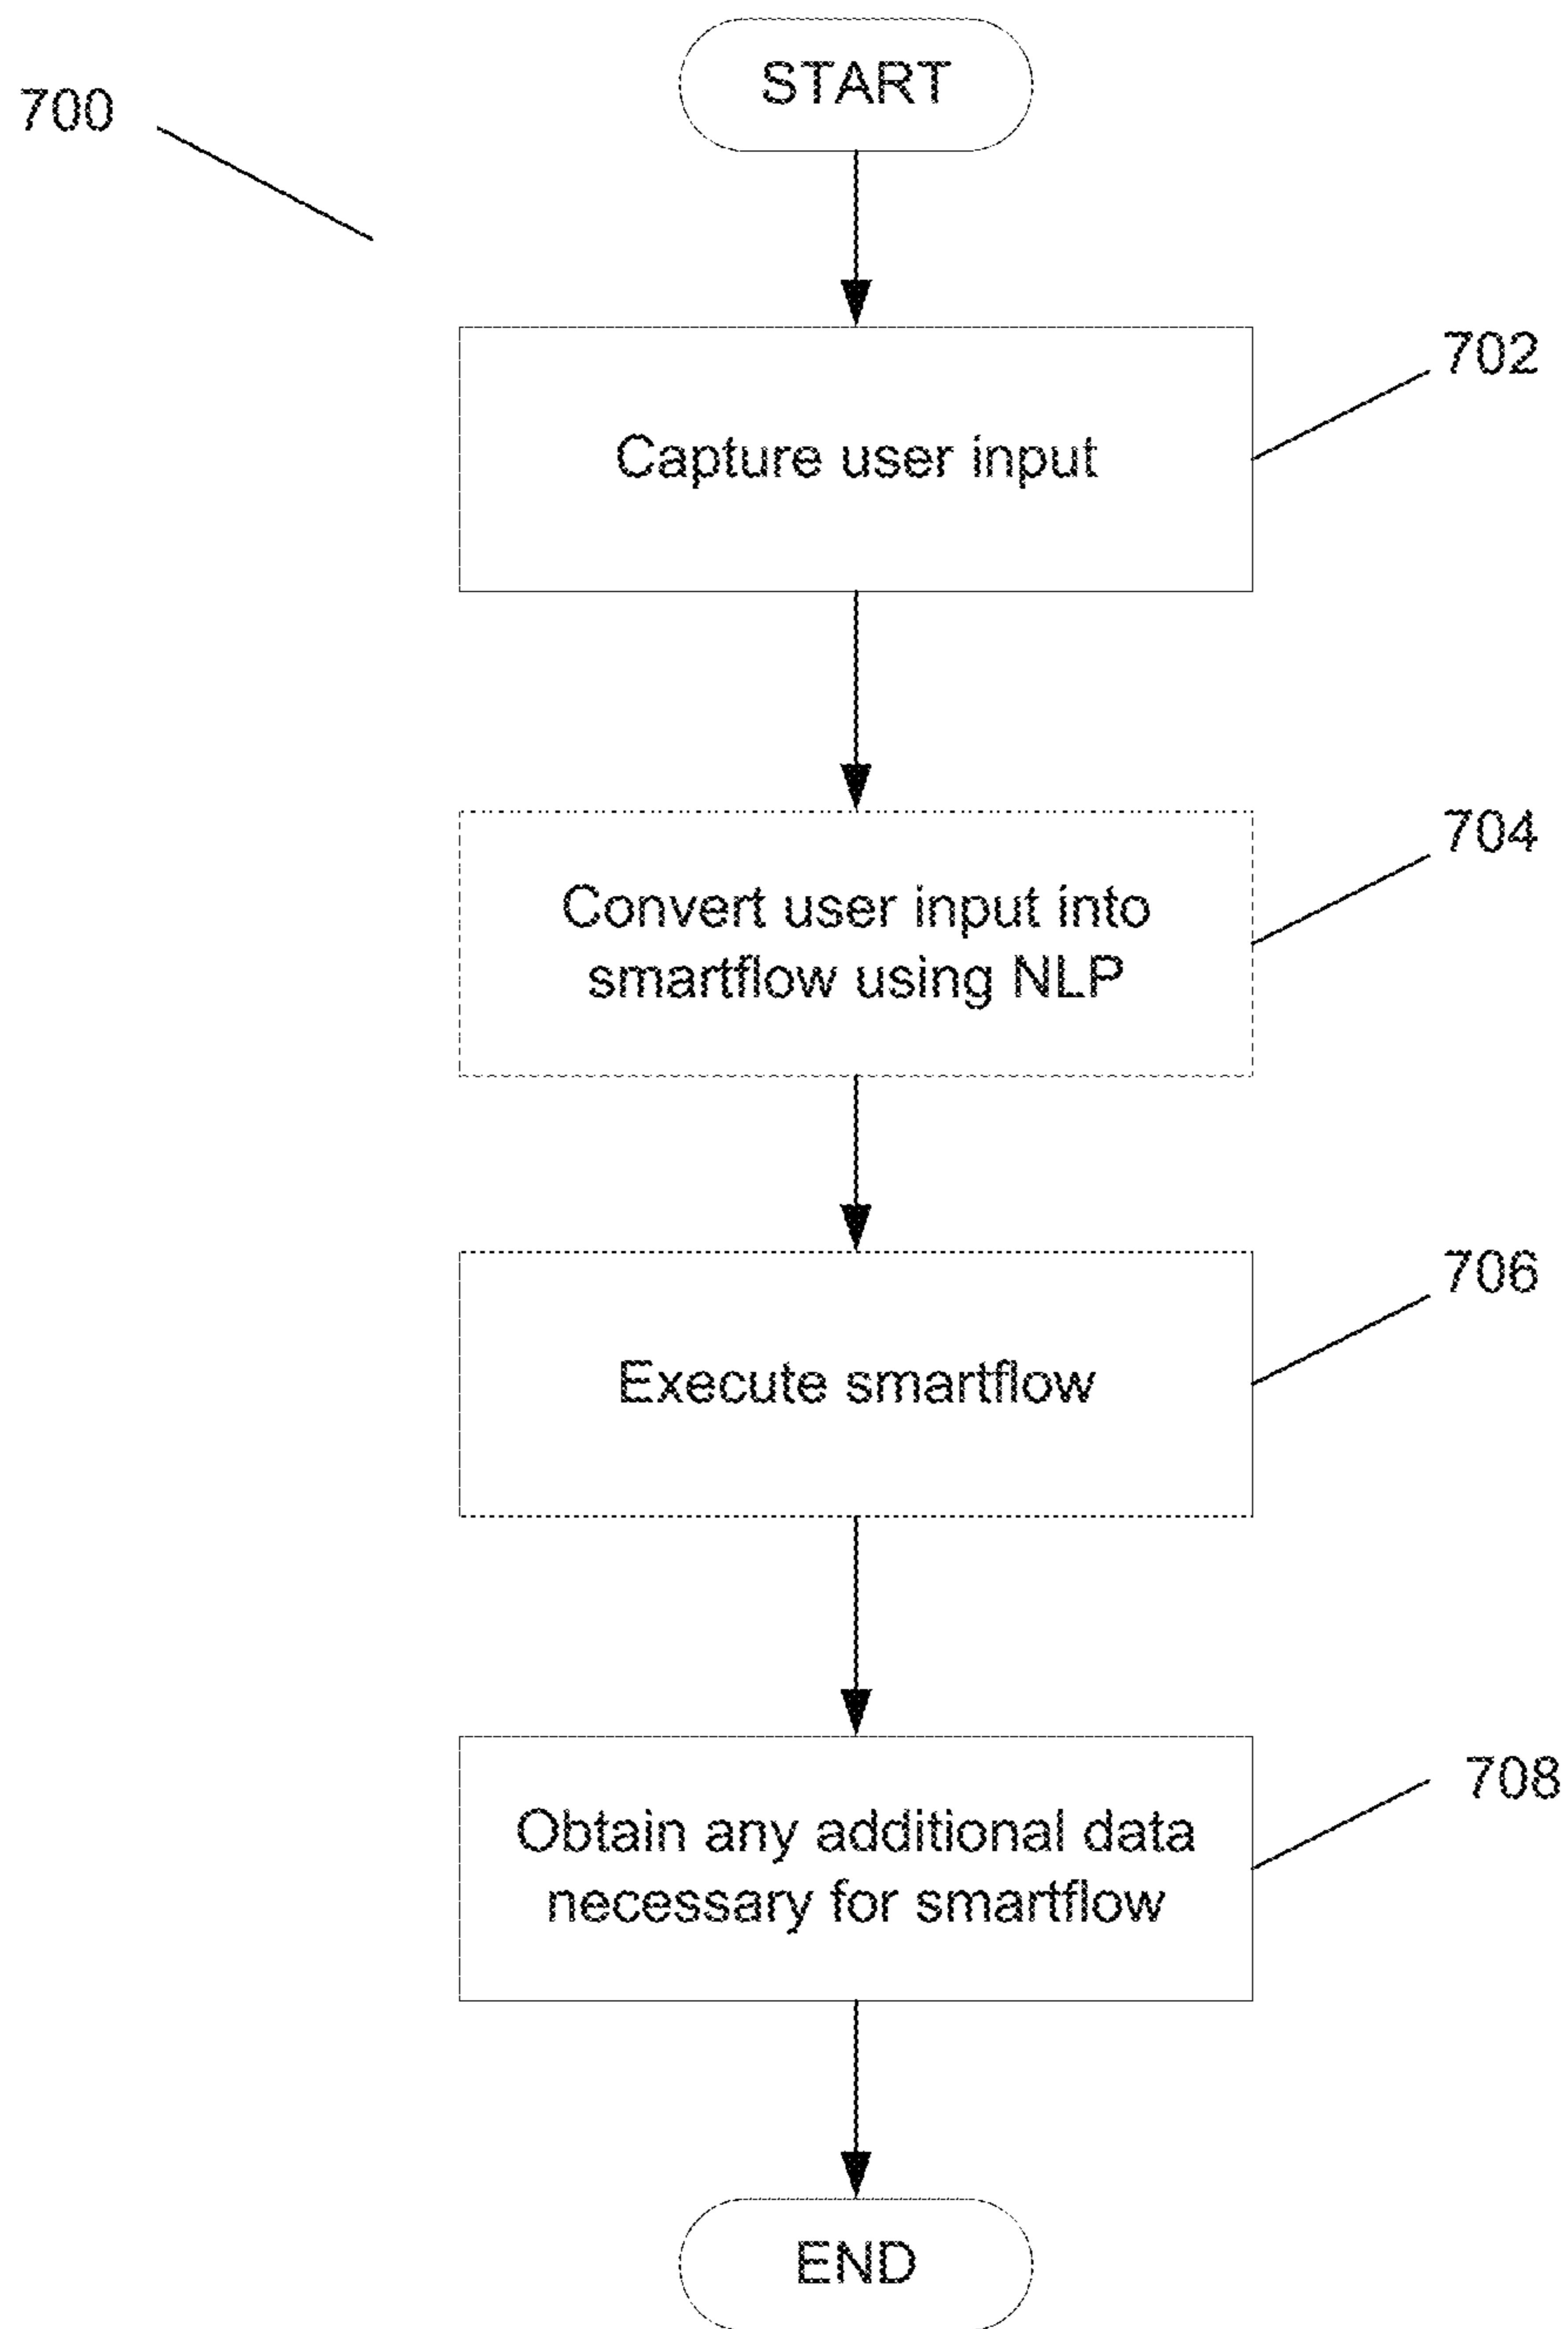 START
700
702
Capture user input
704
Convert user input into
smartflow using NLP
706
Execute smartflow
708
Obtain any additional data
necessary for smartflow
END